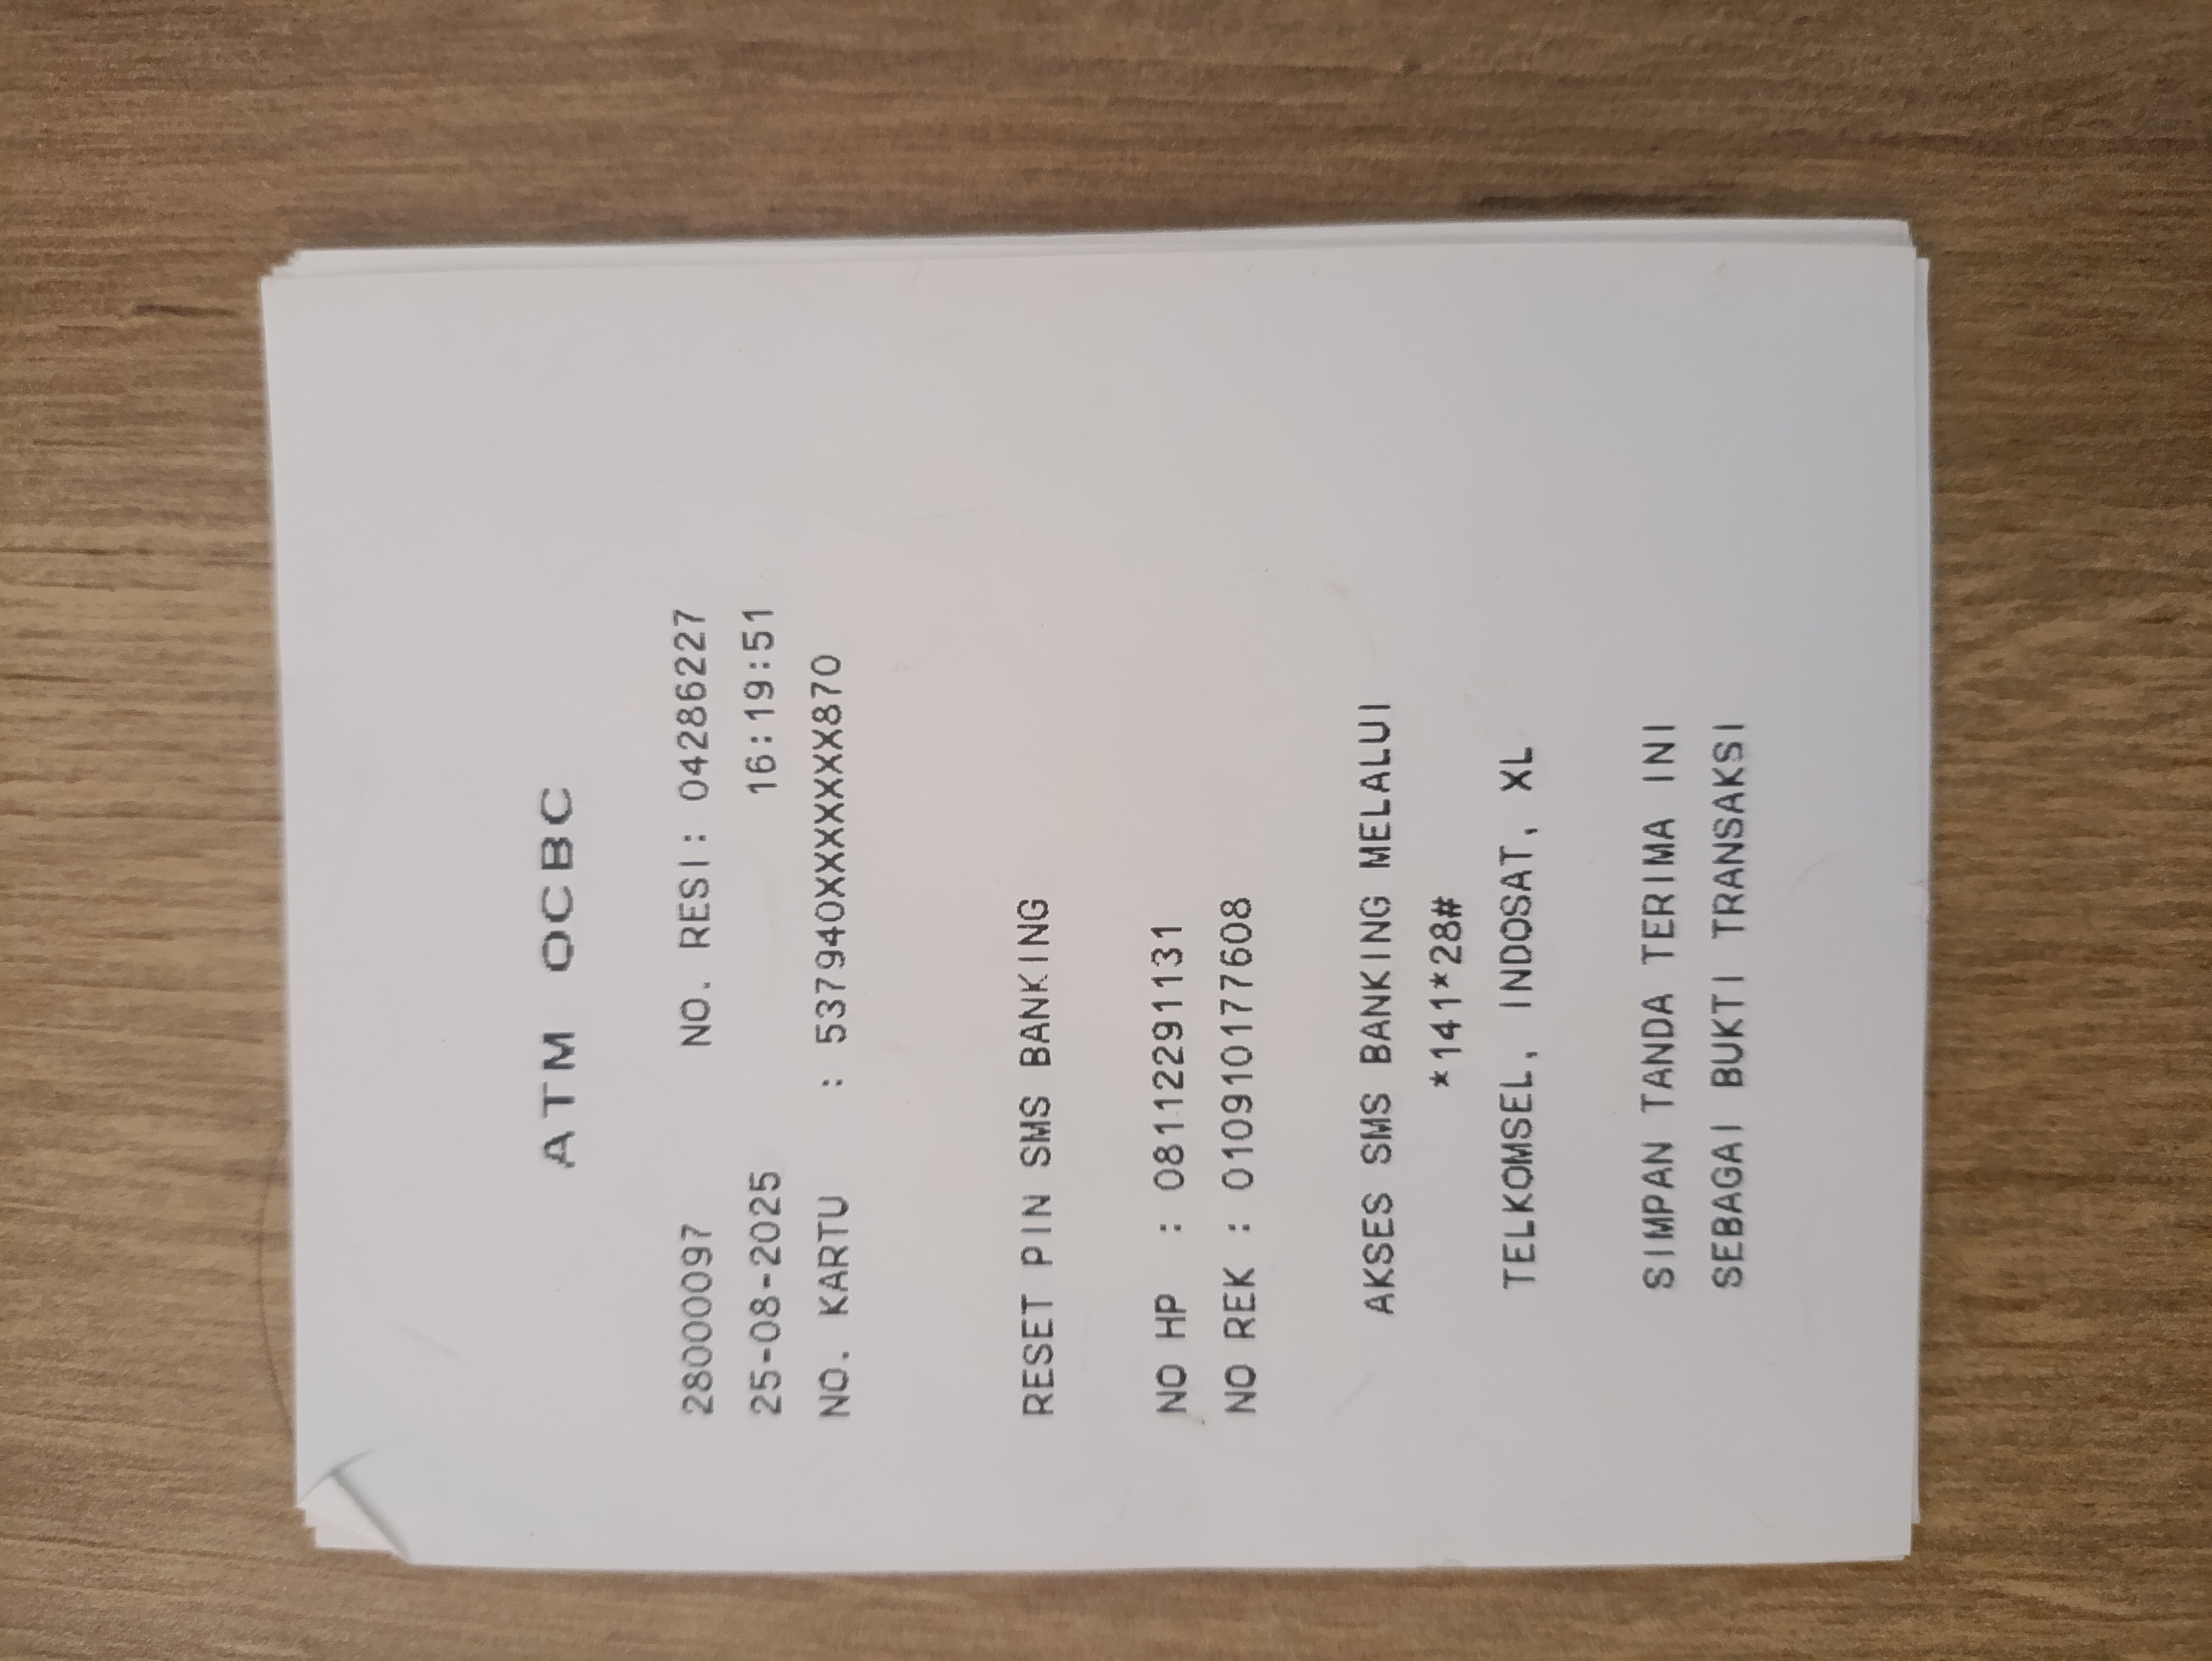 ATM OCBC
28000097 NO. RESI: 04286227
25-08-2025 16:19:51
NO. KARTU : 537940XXXXXXX870
RESET PIN SMS BANKING
NO HP : 08112291131
NO REK : 010910177608
AKSES SMS BANKING MELALUI
*141*28#
TELKOMSEL, INDOSAT, XL
SIMPAN TANDA TERIMA INI
SEBAGAI BUKTI TRANSAKSI